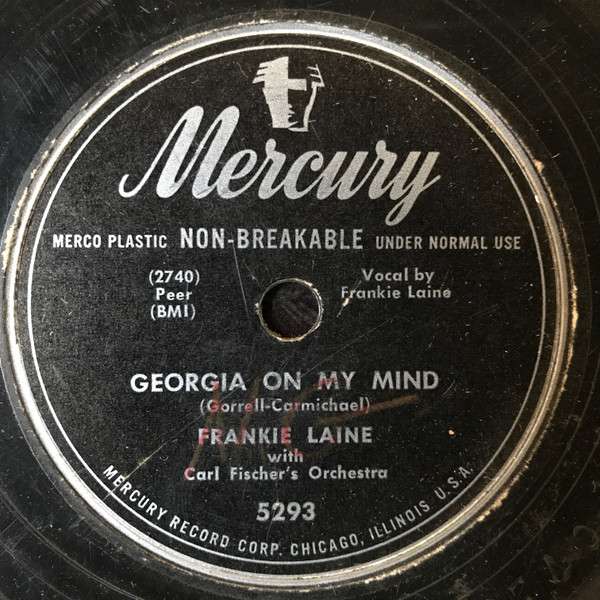 Mercury
MERCO PLASTIC NON-BREAKABLE UNDER NORMAL USE
(2740)
Peer
(BMI)
Vocal by
Frankie Laine
GEORGIA ON MY MIND
(Gorrell-Carmichael)
FRANKIE LAINE
with
Carl Fischer's Orchestra
5293
MERCURY RECORD CORP. CHICAGO, ILLINOIS U.S.A.